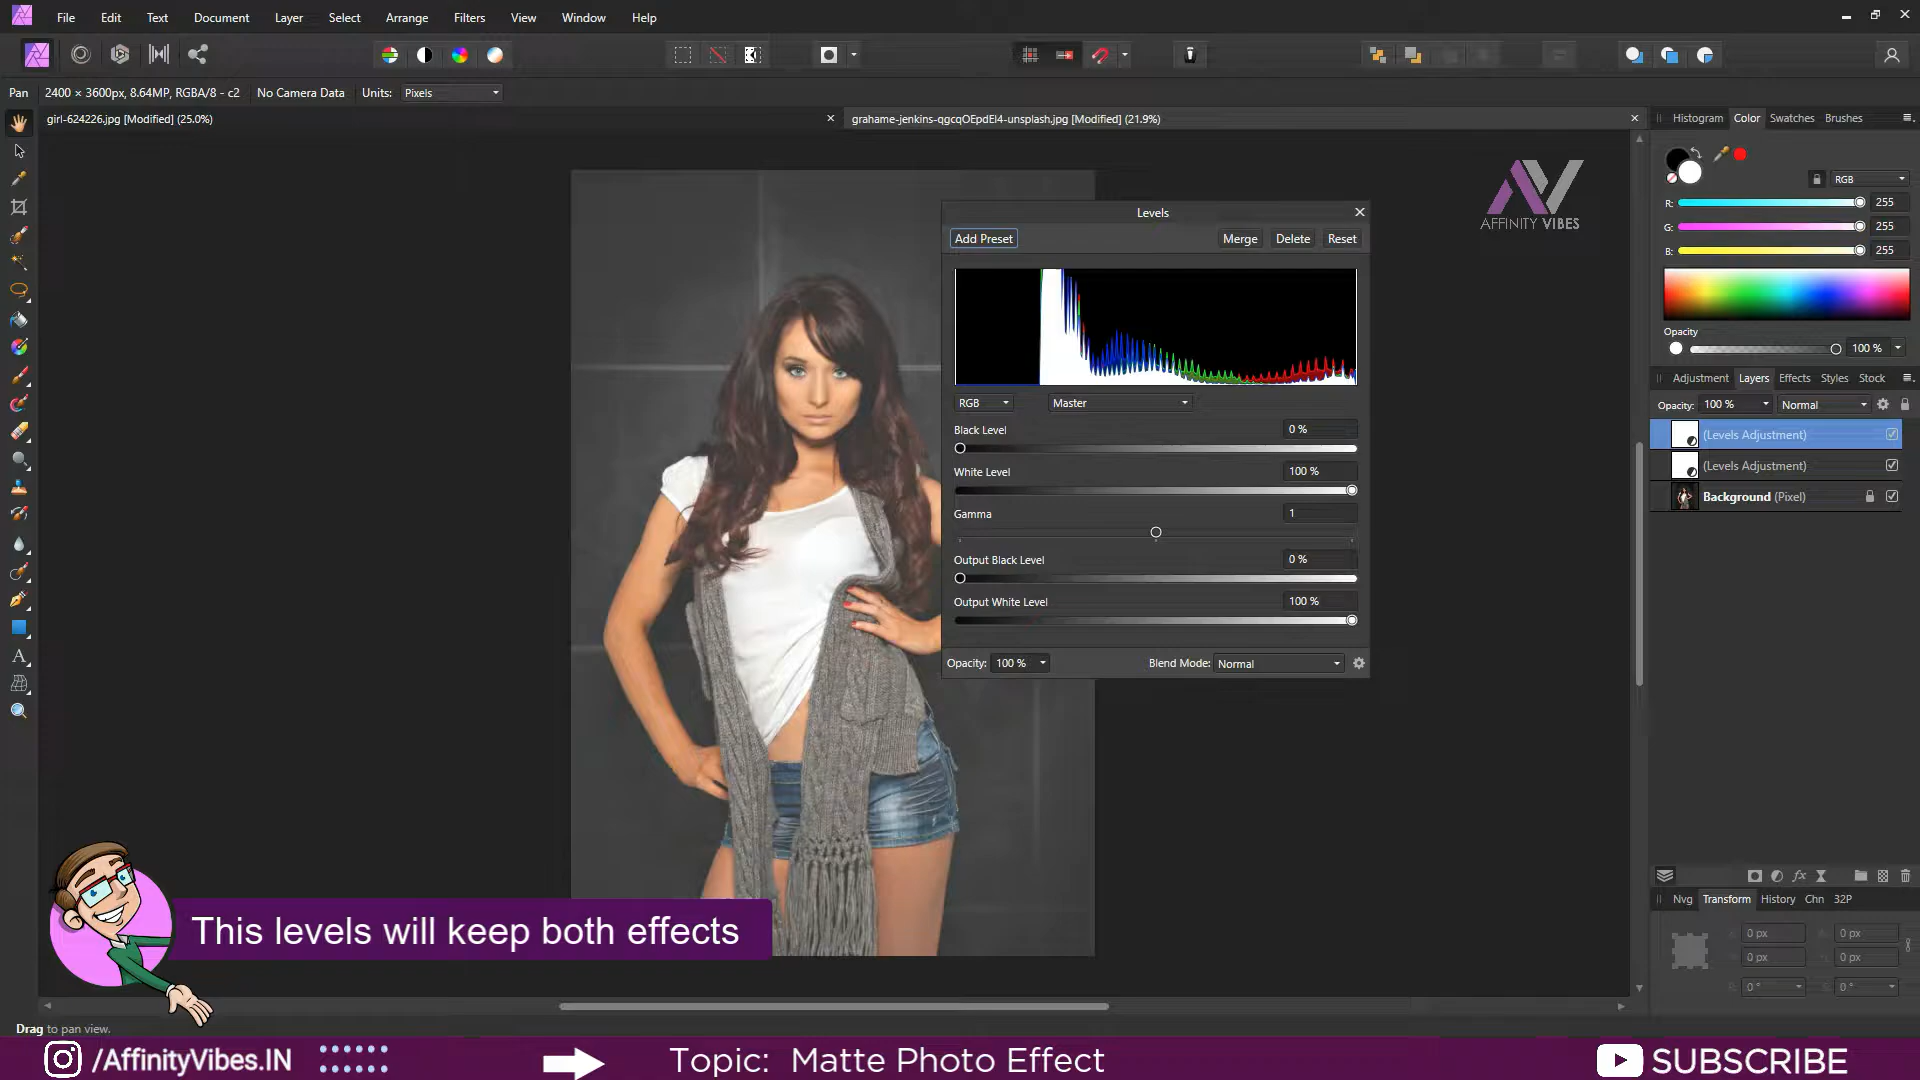 File Edit Text Document Layer Select Arrange Filters View Window Help
Pan 2400 × 3600px, 8.64MP, RGBA/8 - c2 No Camera Data Units: Pixels
girl-624226.jpg [Modified] (25.0%)
grahame-jenkins-qgcqOEpdEl4-unsplash.jpg [Modified] (21.9%)
Histogram Color Swatches Brushes
AFFINITY VIBES
RGB
R: 255
G: 255
B: 255
Opacity
100 %
Adjustment Layers Effects Styles Stock
Opacity: 100 % Normal
(Levels Adjustment)
(Levels Adjustment)
Background (Pixel)
Levels
Add Preset Merge Delete Reset
RGB Master
Black Level 0 %
White Level 100 %
Gamma 1
Output Black Level 0 %
Output White Level 100 %
Opacity: 100 % Blend Mode: Normal
fx
Nvg Transform History Chn 32P
0 px 0 px
0 px 0 px
0 ° 0 °
This levels will keep both effects
Drag to pan view.
/AffinityVibes.IN
Topic: Matte Photo Effect
SUBSCRIBE